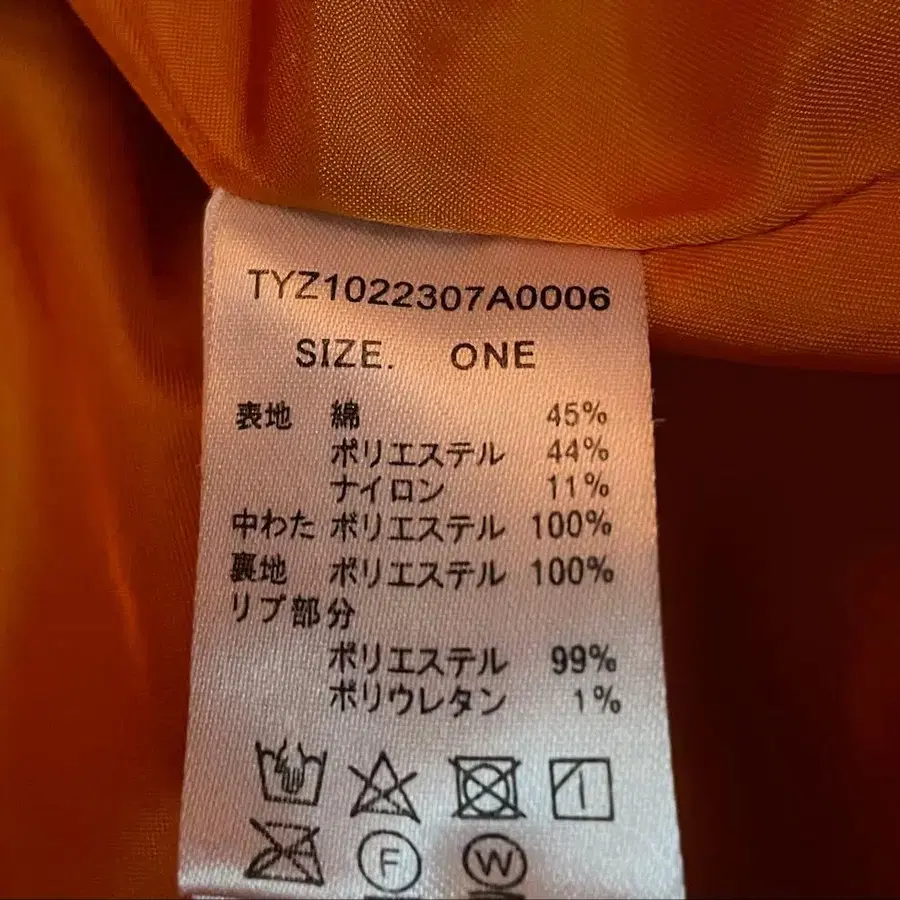 TYZ1022307A0006
SIZE. ONE
表地 綿 45%
ポリエステル 44%
ナイロン 11%
中わた ポリエステル 100%
裏地 ポリエステル 100%
リブ部分
ポリエステル 99%
ポリウレタン 1%
F W